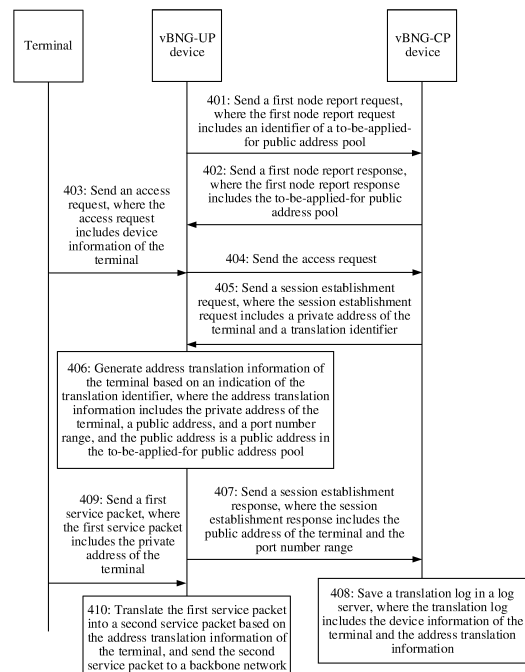 Terminal
vBNG-UP
device
vBNG-CP
device
401: Send a first node report request,
where the first node report request
includes an identifier of a to-be-applied-
for public address pool
402: Send a first node report response,
where the first node report response
includes the to-be-applied-for public
address pool
403: Send an access
request, where the
access request
includes device
information of the
terminal
404: Send the access request
405: Send a session establishment
request, where the session establishment
request includes a private address of the
terminal and a translation identifier
406: Generate address translation information of
the terminal based on an indication of the
translation identifier, where the address translation
information includes the private address of the
terminal, a public address, and a port number
range, and the public address is a public address in
the to-be-applied-for public address pool
409: Send a first
service packet, where
the first service packet
includes the private
address of the
terminal
407: Send a session establishment
response, where the session
establishment response includes the
public address of the terminal and the
port number range
408: Save a translation log in a log
server, where the translation log
includes the device information of the
terminal and the address translation
information
410: Translate the first service packet
into a second service packet based on
the address translation information of
the terminal, and send the second
service packet to a backbone network